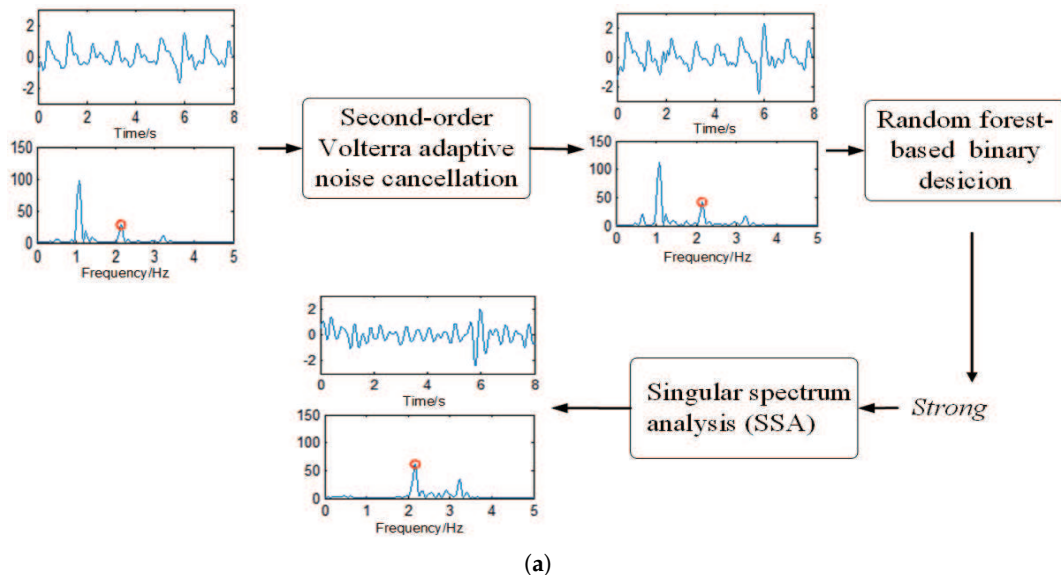 2
0
-2
0 2 4 6 8
Time/s
150
100
50
0
0 1 2 3 4 5
Frequency/Hz
Second-order
Volterra adaptive
noise cancellation
2
0
-2
0 2 4 6 8
Time/s
150
100
50
0
0 1 2 3 4 5
Frequency/Hz
Random forest-
based binary
desicion
Strong
Singular spectrum
analysis (SSA)
2
0
-2
0 2 4 6 8
Time/s
150
100
50
0
0 1 2 3 4 5
Frequency/Hz
(a)